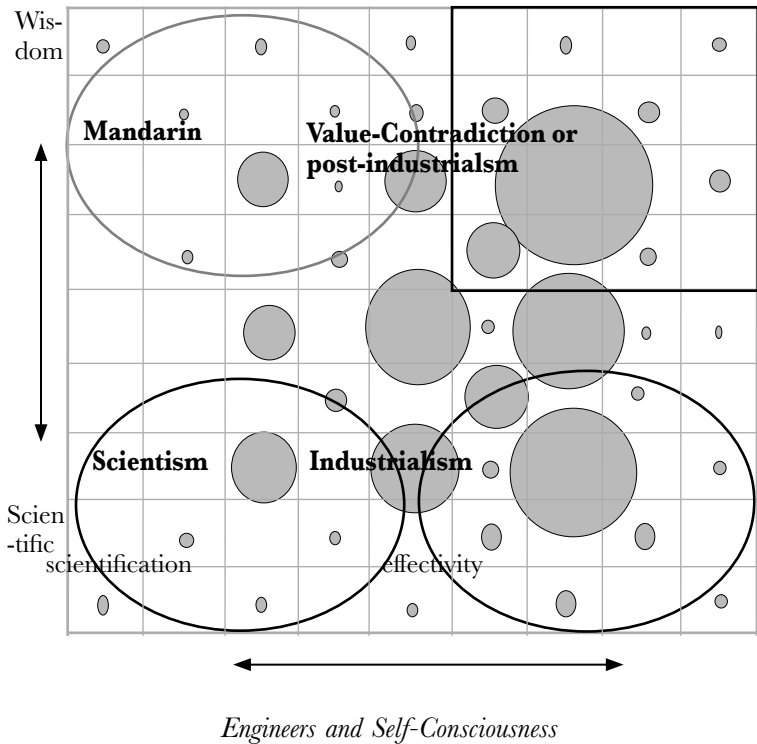 Wis-
dom
Mandarin
Value-Contradiction or
post-industrialsm
Scientism
Industrialism
Scien
-tific
scientification
effectivity
Engineers and Self-Consciousness